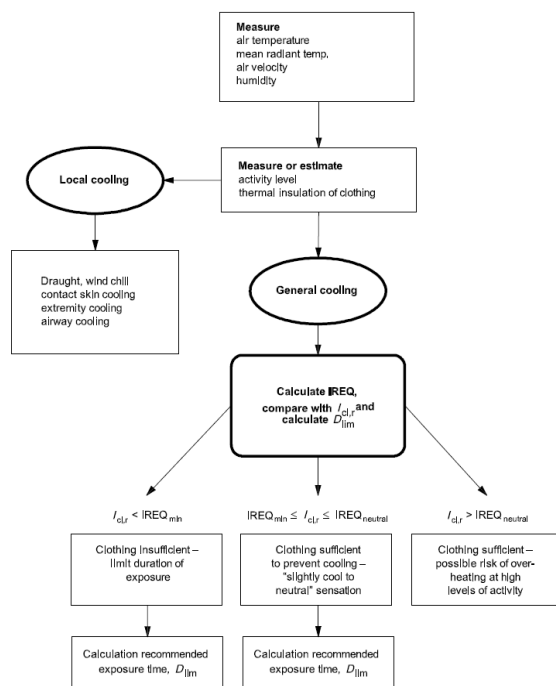 Measure
air temperature
mean radiant temp.
air velocity
humidity
Measure or estimate
activity level
thermal insulation of clothing
Local cooling
Draught, wind chill
contact skin cooling
extremity cooling
airway cooling
General cooling
Calculate IREQ,
compare with Icl,r and
calculate Dlim
Icl,r < IREQmin
IREQmin ≤ Icl,r ≤ IREQneutral
Icl,r > IREQneutral
Clothing insufficient –
limit duration of
exposure
Clothing sufficient
to prevent cooling –
"slightly cool to
neutral" sensation
Clothing sufficient –
possible risk of over-
heating at high
levels of activity
Calculation recommended
exposure time, Dlim
Calculation recommended
exposure time, Dlim